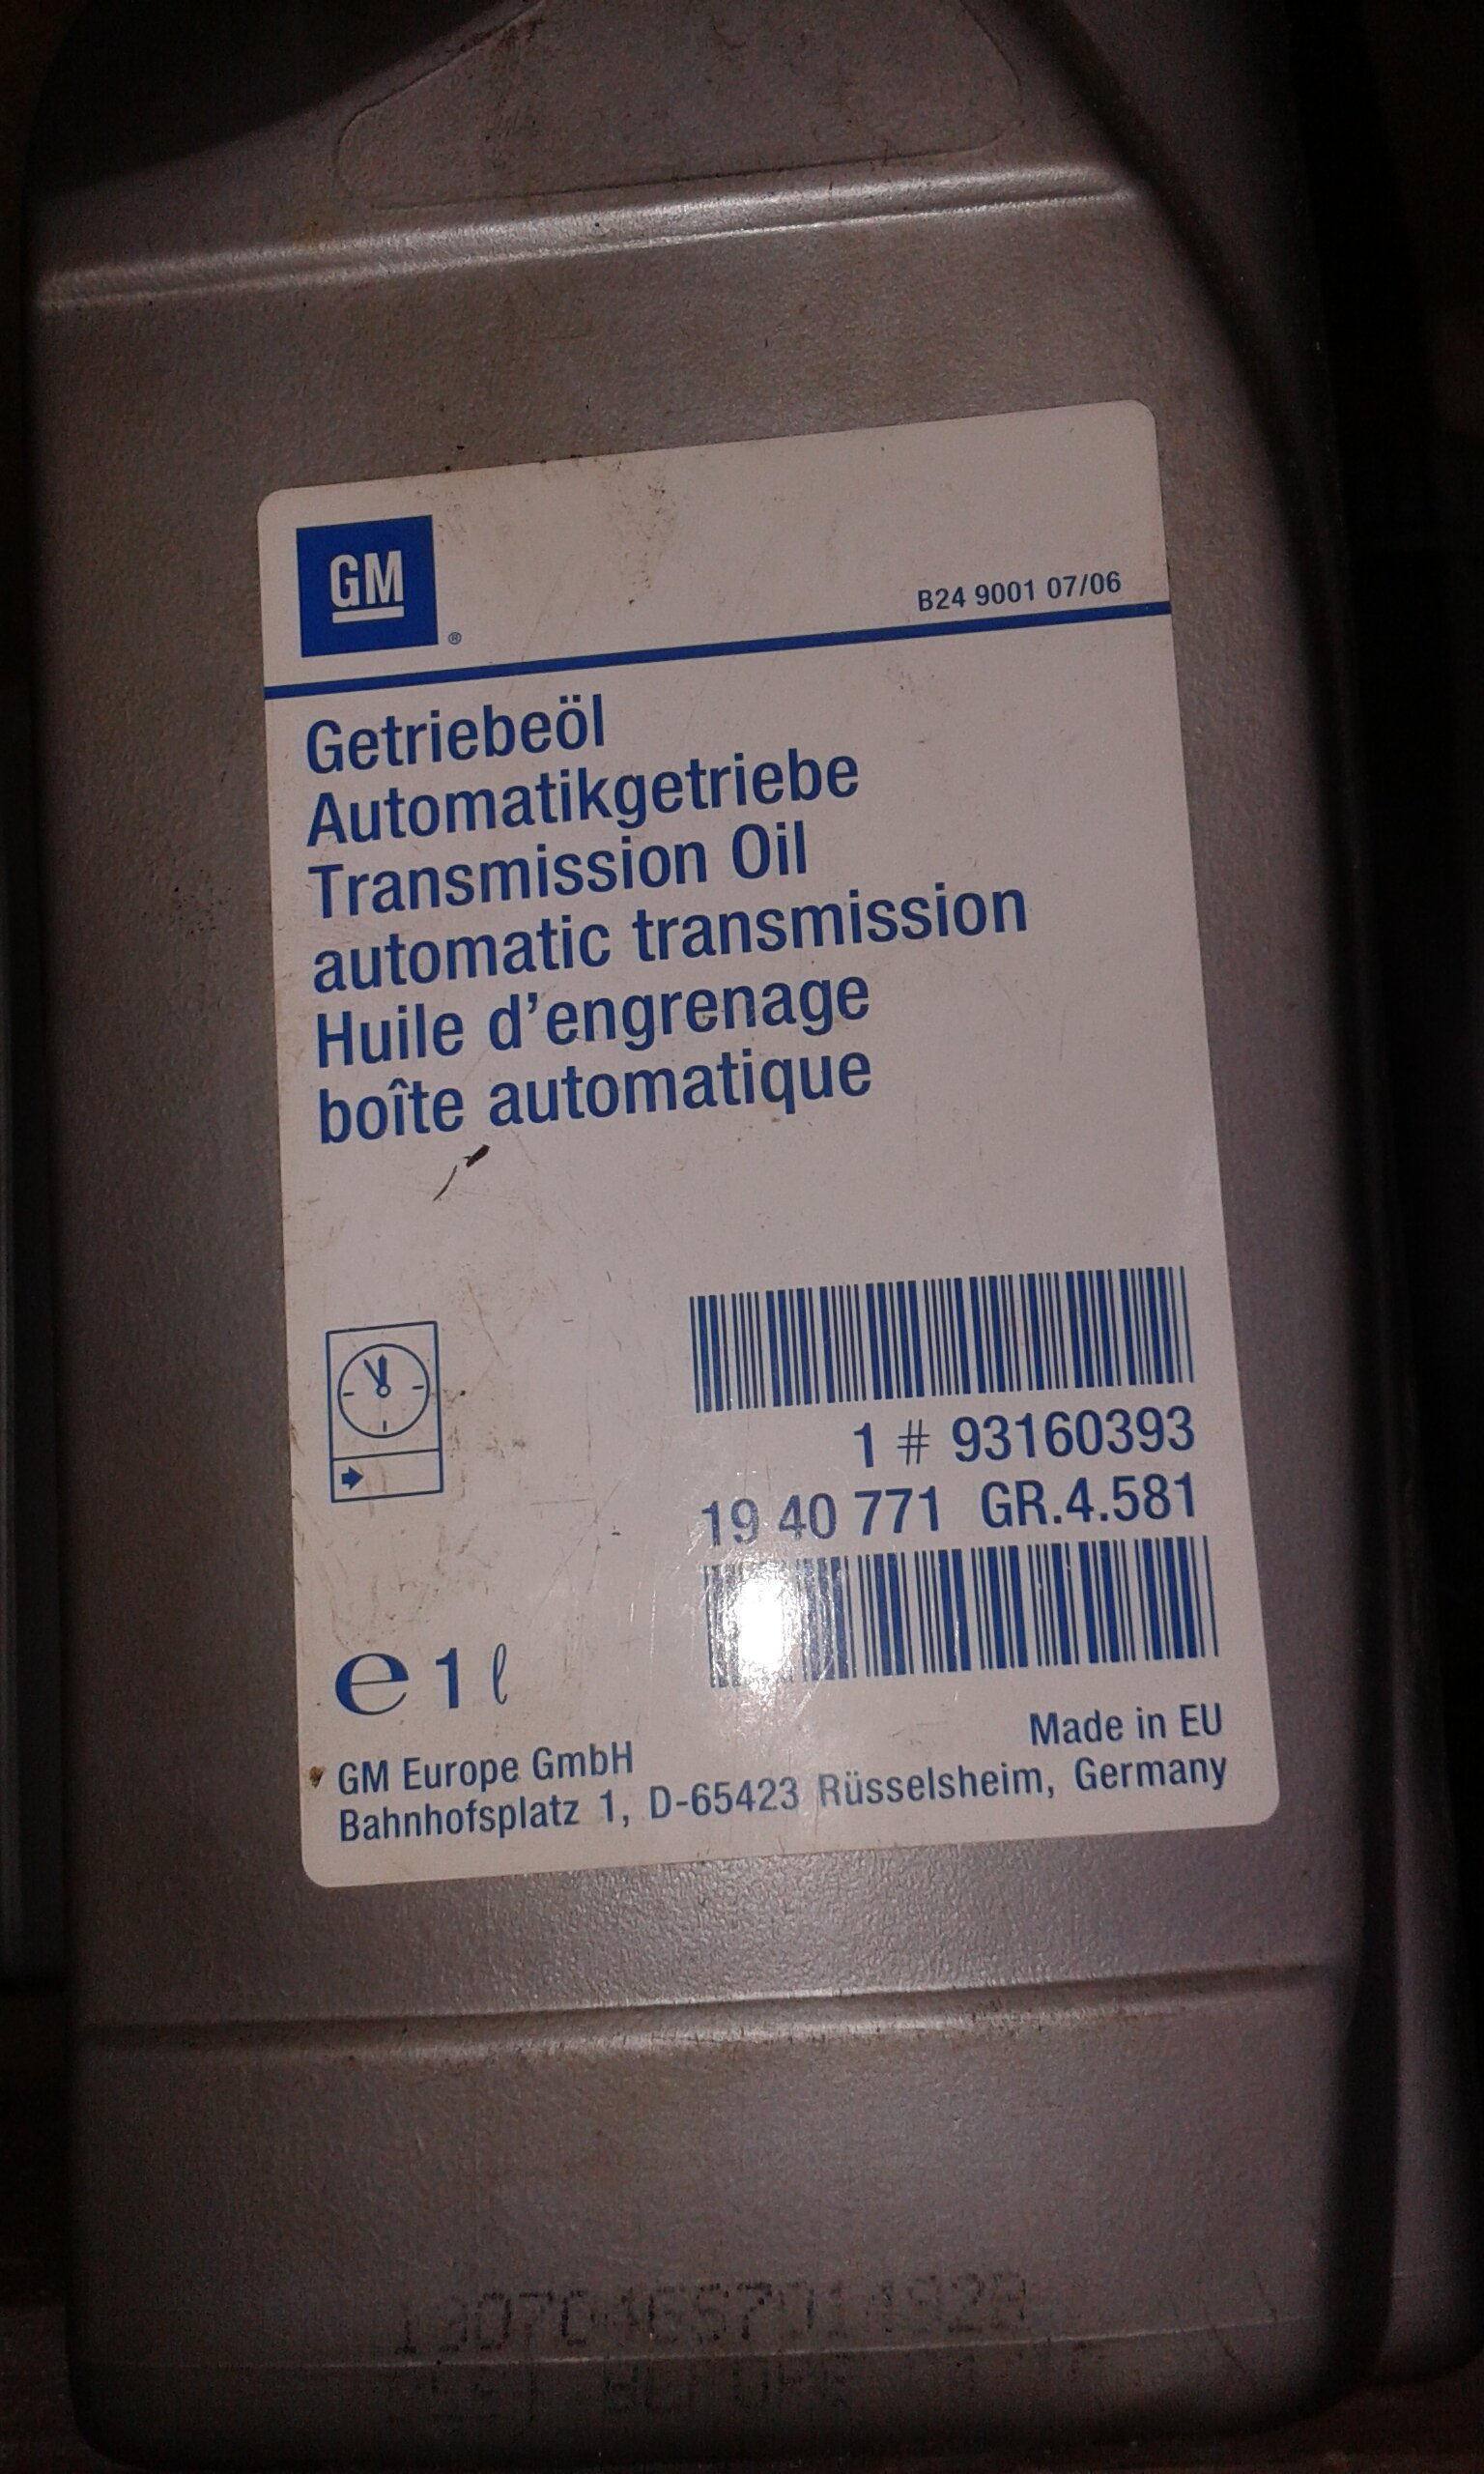 GM
®
B24 9001 07/06
Getriebeöl
Automatikgetriebe
Transmission Oil
automatic transmission
Huile d'engrenage
boîte automatique
1 # 93160393
19 40 771 GR.4.581
e 1 ℓ
Made in EU
GM Europe GmbH
Bahnhofsplatz 1, D-65423 Rüsselsheim, Germany